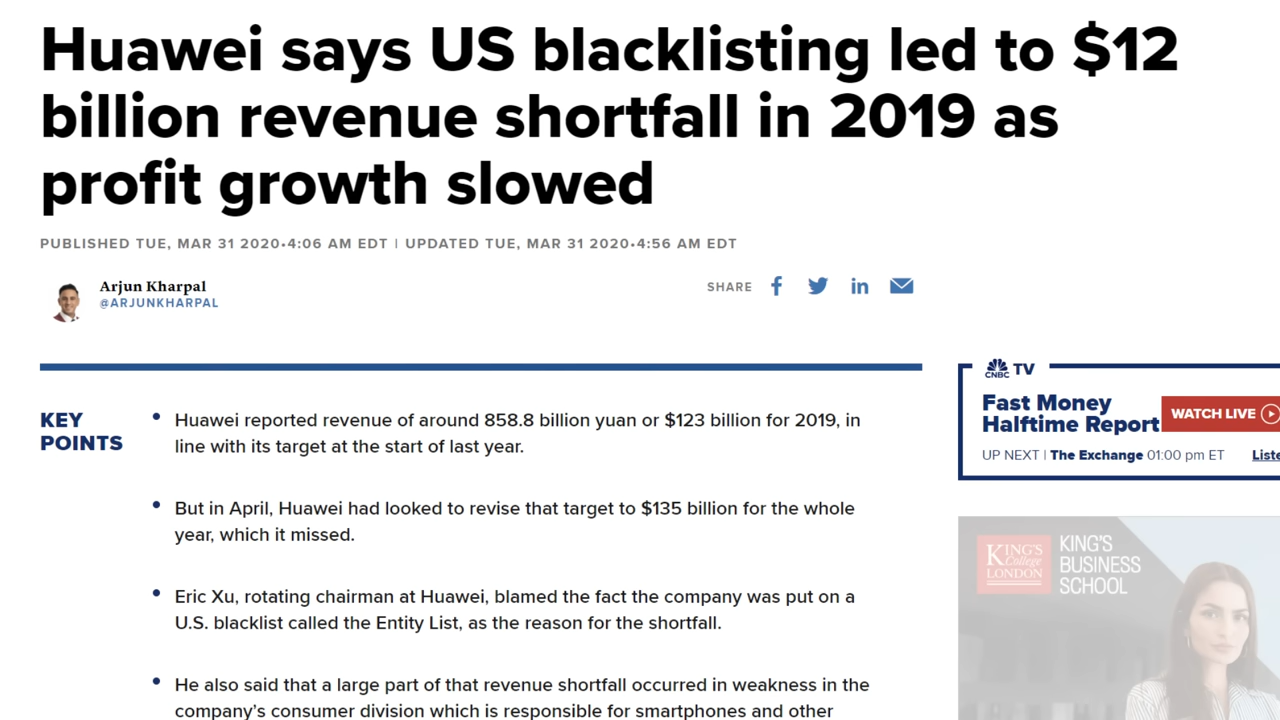 Huawei says US blacklisting led to $12
billion revenue shortfall in 2019 as
profit growth slowed
PUBLISHED TUE, MAR 31 2020•4:06 AM EDT | UPDATED TUE, MAR 31 2020•4:56 AM EDT
Arjun Kharpal
@ARJUNKHARPAL
SHARE
KEY
POINTS
• Huawei reported revenue of around 858.8 billion yuan or $123 billion for 2019, in
line with its target at the start of last year.
• But in April, Huawei had looked to revise that target to $135 billion for the whole
year, which it missed.
• Eric Xu, rotating chairman at Huawei, blamed the fact the company was put on a
U.S. blacklist called the Entity List, as the reason for the shortfall.
• He also said that a large part of that revenue shortfall occurred in weakness in the
company's consumer division which is responsible for smartphones and other
CNBC TV
Fast Money
Halftime Report
WATCH LIVE
UP NEXT | The Exchange 01:00 pm ET
Liste
KING'S
College
LONDON
KING'S
BUSINESS
SCHOOL